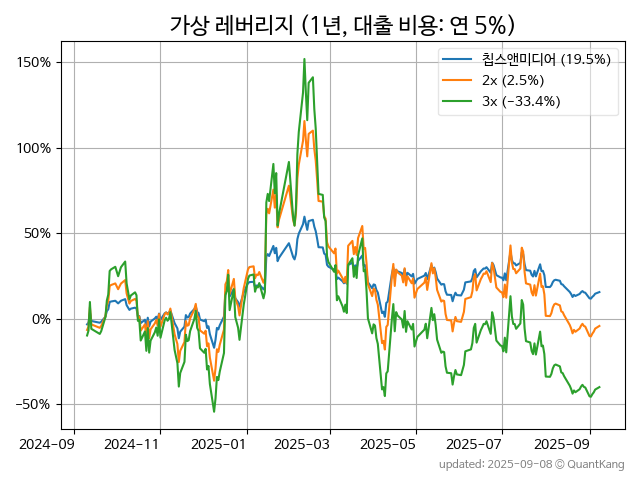 가상 레버리지 (1년, 대출 비용: 연 5%)
칩스앤미디어 (19.5%)
2x (2.5%)
3x (−33.4%)
150%
100%
50%
0%
−50%
2024-09
2024-11
2025-01
2025-03
2025-05
2025-07
2025-09
updated: 2025-09-08 © QuantKang